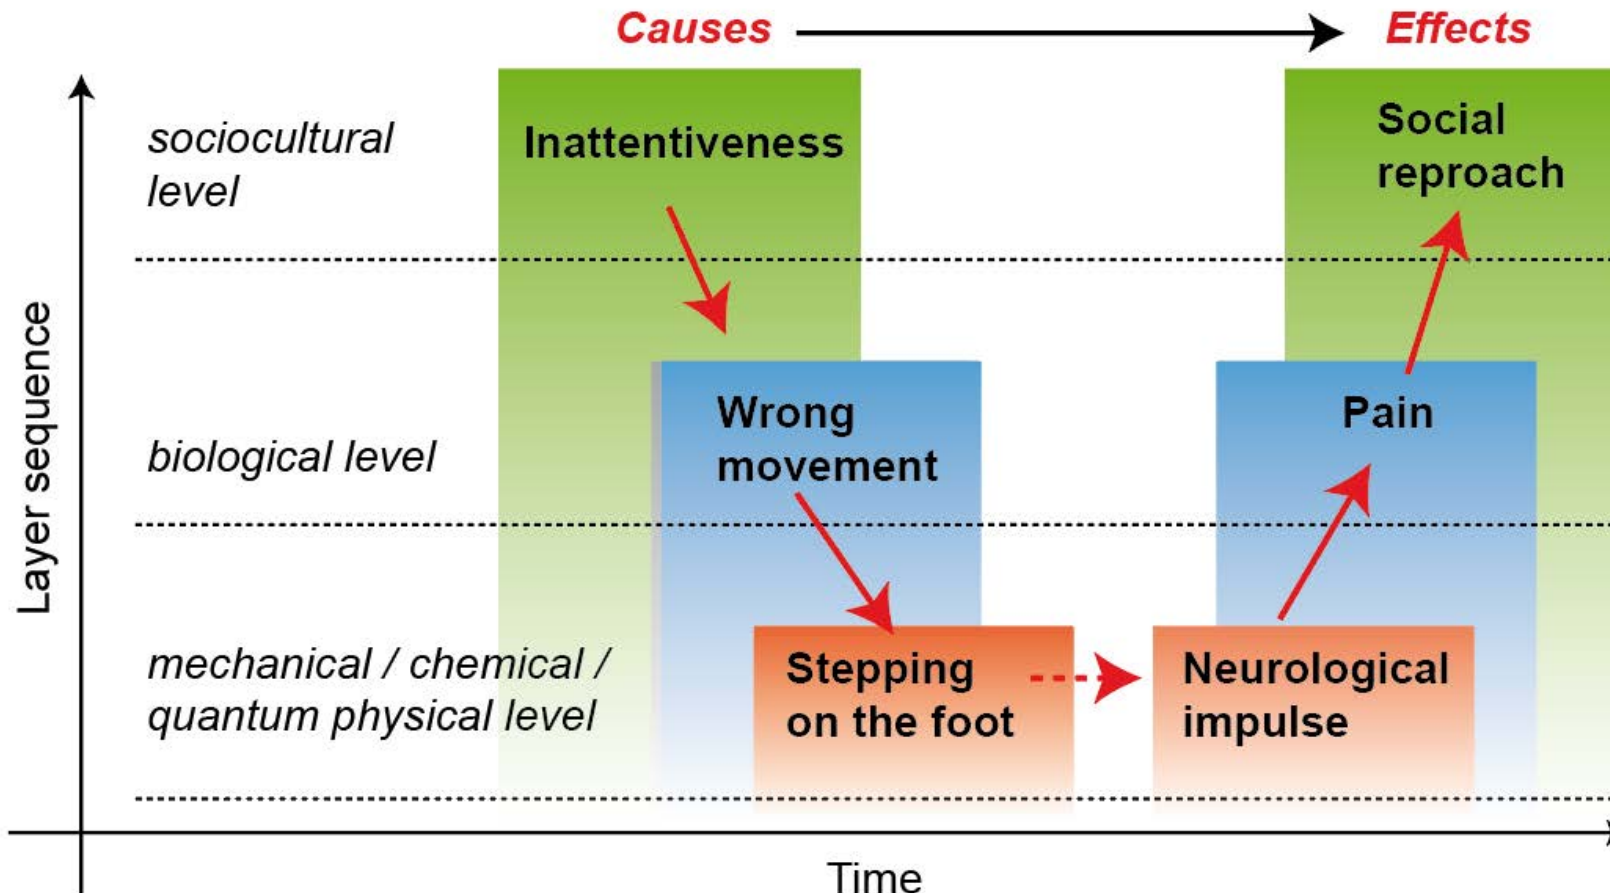 Causes
Effects
sociocultural
level
Inattentiveness
Social
reproach
Layer sequence
biological level
Wrong
movement
Pain
mechanical / chemical /
quantum physical level
Stepping
on the foot
Neurological
impulse
Time